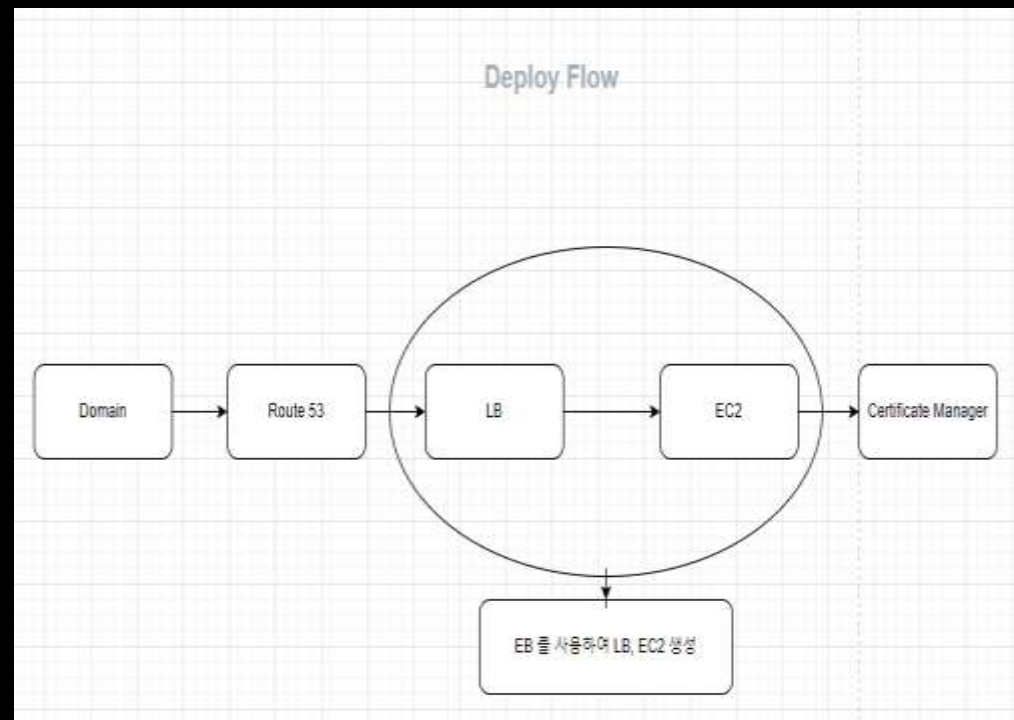 Deploy Flow
Domain
Route 53
LB
EC2
Certificate Manager
EB 를 사용하여 LB, EC2 생성